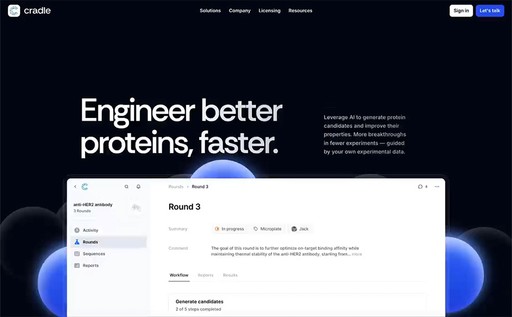 cradle
Solutions
Company
Licensing
Resources
Sign in
Let's talk
Engineer better
proteins, faster.
Leverage AI to generate protein
candidates and improve their
properties. More breakthroughs
in fewer experiments — guided
by your own experimental data.
anti-HER2 antibody
5 Rounds
Activity
Rounds
Sequences
Reports
Rounds > Round 3
4
Round 3
Summary
In progress
Microplate
Jack
Comment
The goal of this round is to further optimize on-target binding affinity while
maintaining thermal stability of the anti-HER2 antibody, starting from... more
Workflow
Results
Generate candidates
2 of 5 steps completed